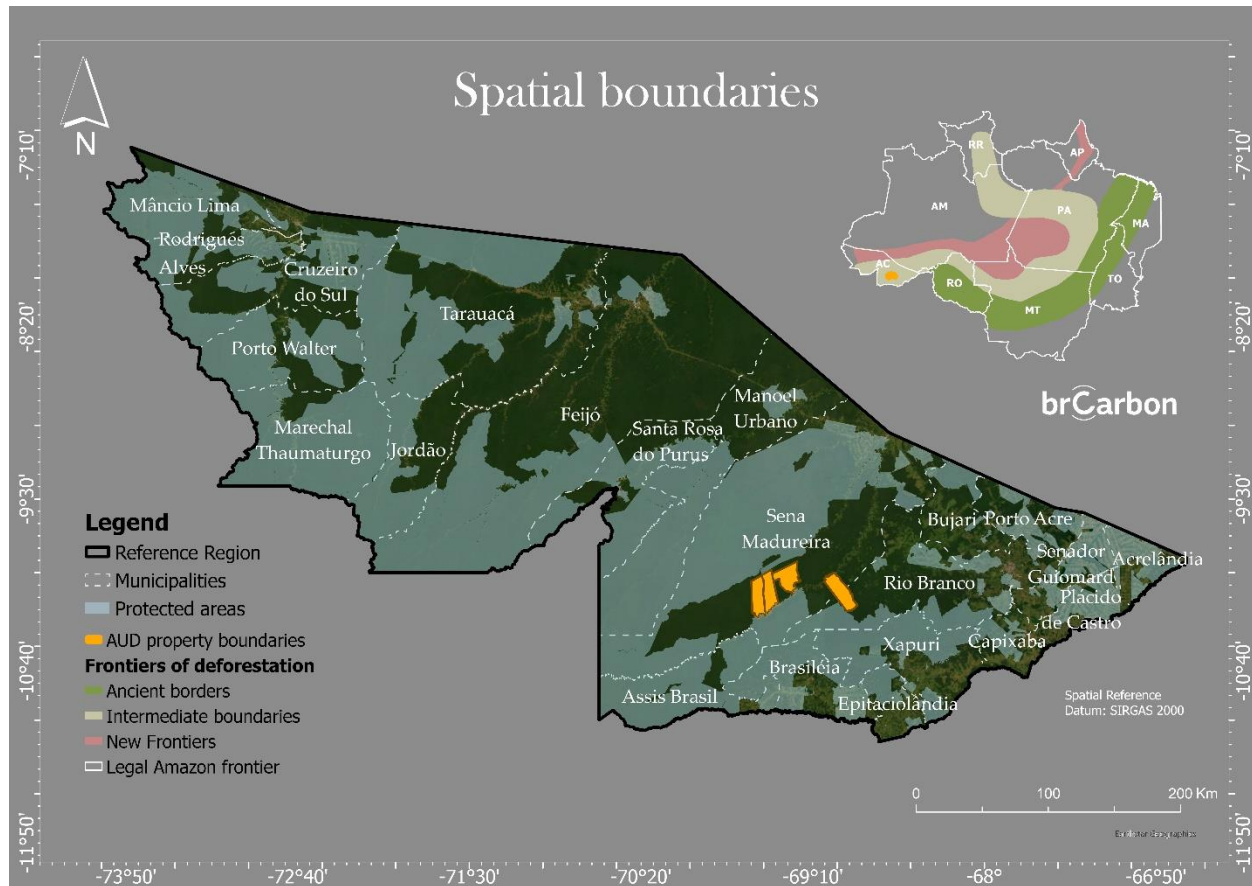 Spatial boundaries
N
-7°10'
-8°20'
-9°30'
-10°40'
-11°50'
-7°10'
-8°20'
-9°30'
-10°40'
-11°50'
-73°50'
-72°40'
-71°30'
-70°20'
-69°10'
-68°
-66°50'
RR
AP
AM
PA
MA
AC
RO
TO
MT
brCarbon
Mâncio Lima
Rodrigués
Alves
Cruzeiro
do Sul
Tarauacá
Porto Walter
Marechal
Thaumaturgo
Jordão
Feijó
Santa Rosa
do Purus
Manoel
Urbano
Sena
Madureira
Bujari
Porto Acre
Senador
Guiomard
Acrelândia
Plácido
de Castro
Rio Branco
Capixaba
Xapuri
Brasiléia
Assis Brasil
Epitaciolândia
Legend
Reference Region
Municipalities
Protected areas
AUD property boundaries
Frontiers of deforestation
Ancient borders
Intermediate boundaries
New Frontiers
Legal Amazon frontier
Spatial Reference
Datum: SIRGAS 2000
0 100 200 Km
Earthstar Geographics